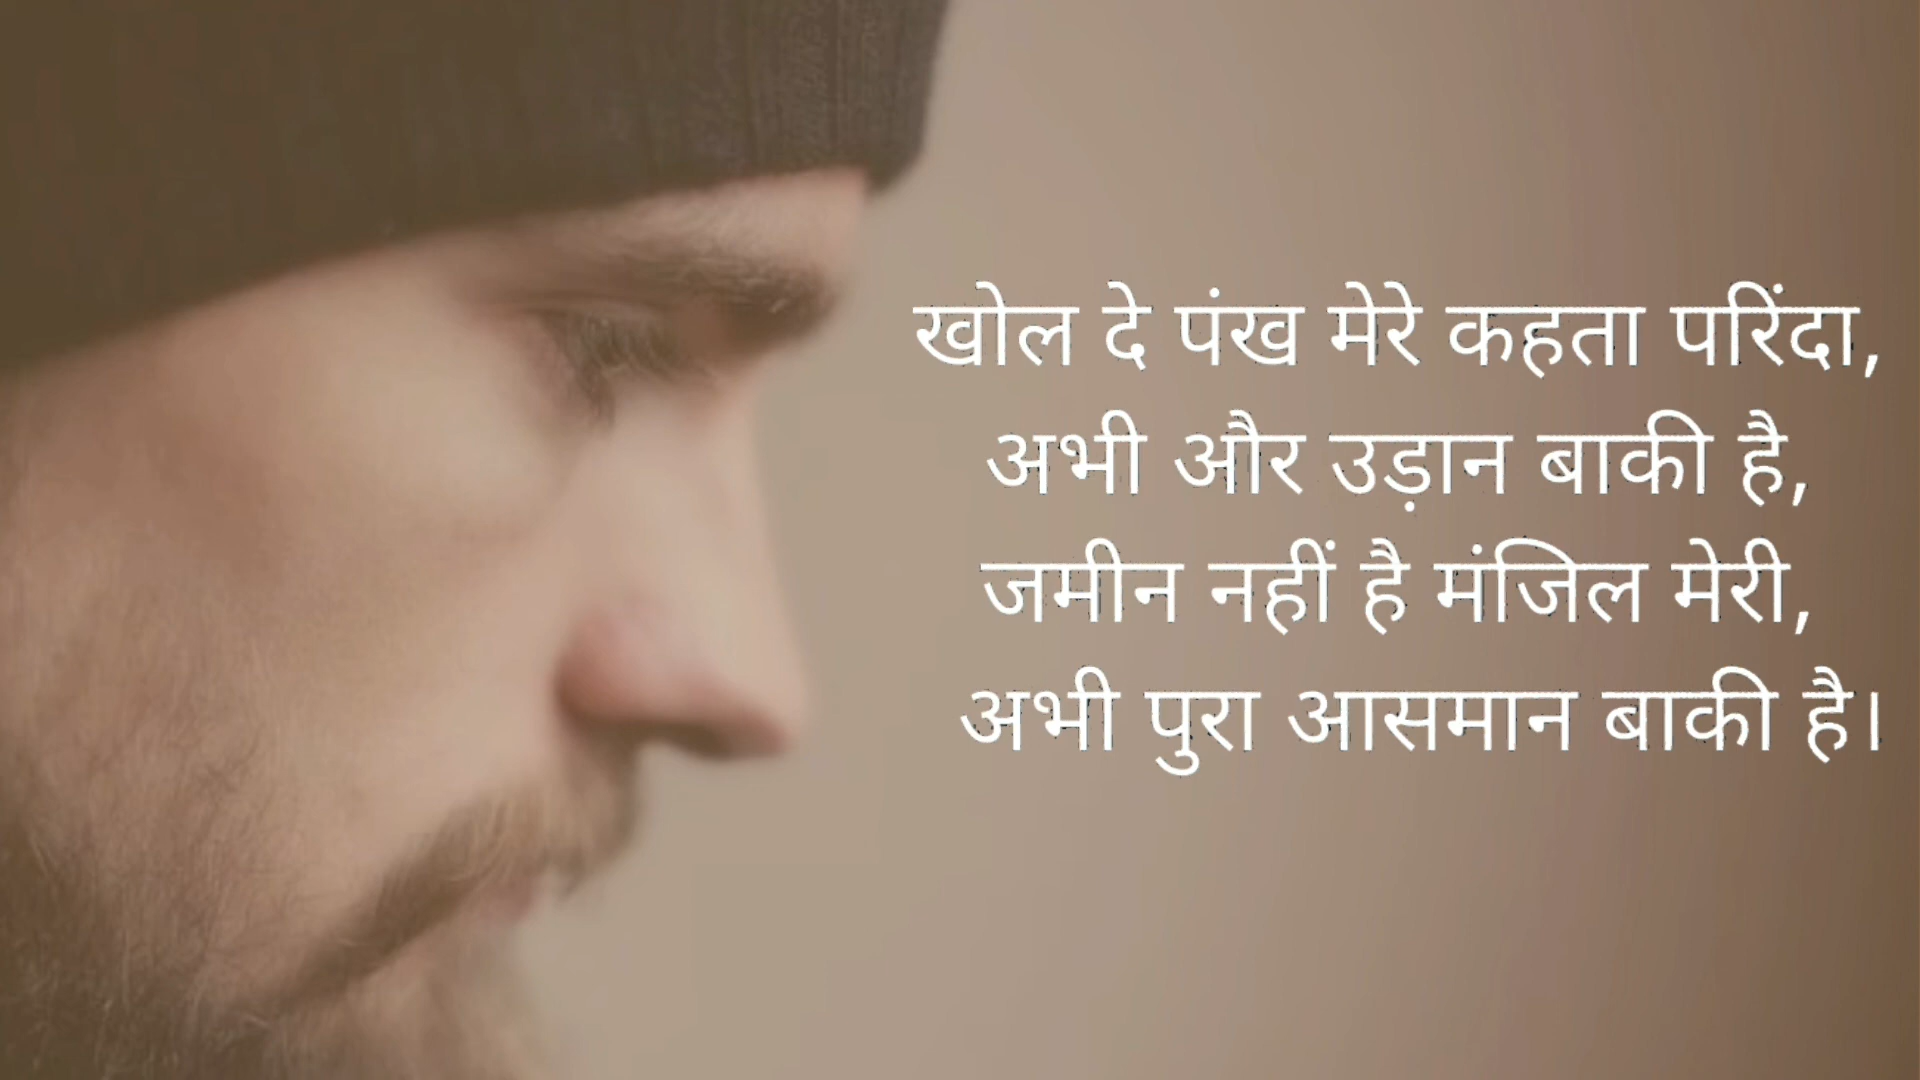 खोल दे पंख मेरे कहता परिंदा,
अभी और उड़ान बाकी है,
जमीन नहीं है मंजिल मेरी,
अभी पुरा आसमान बाकी है।